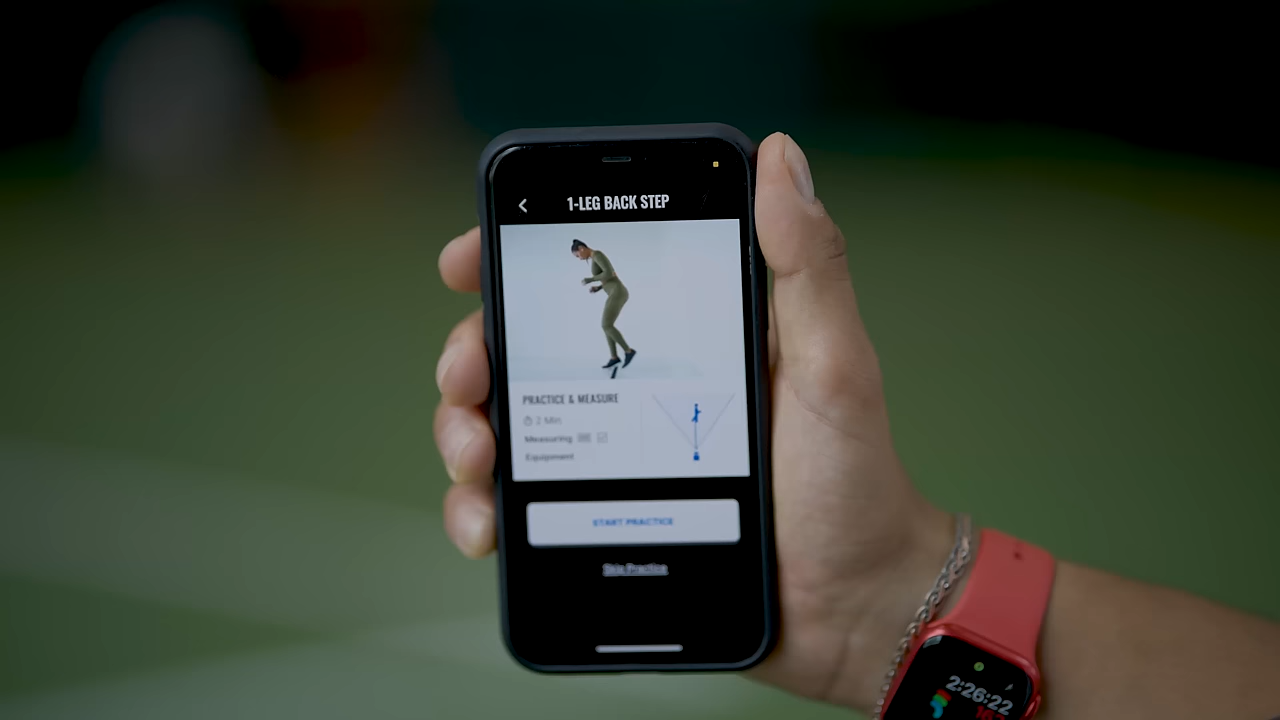 1-LEG BACK STEP
PRACTICE & MEASURE
2 Min
Measuring
Equipment
START PRACTICE
Skip Practice
2:26:22